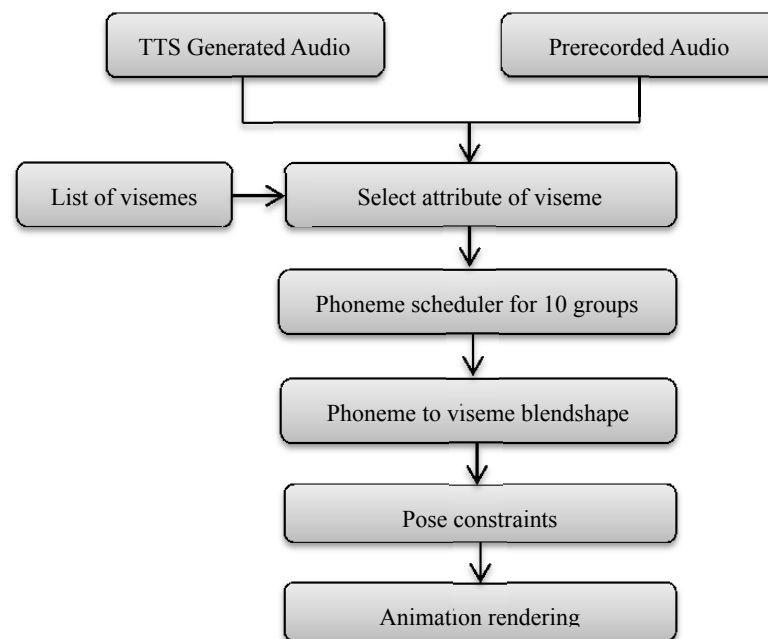 TTS Generated Audio
Prerecorded Audio
List of visemes
Select attribute of viseme
Phoneme scheduler for 10 groups
Phoneme to viseme blendshape
Pose constraints
Animation rendering